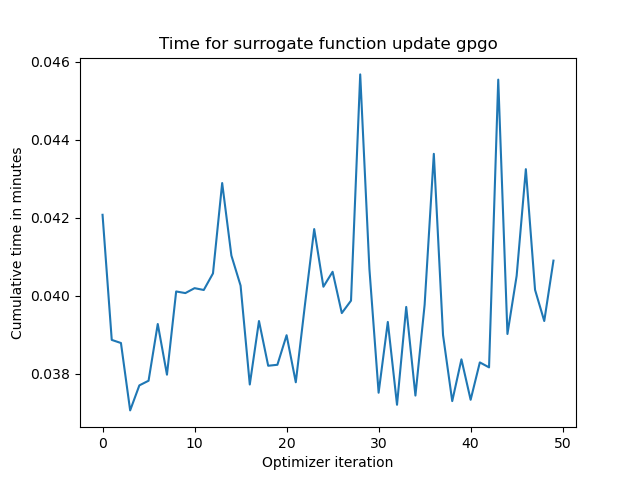 Time for surrogate function update gpgo
0.046
0.044
0.042
0.040
0.038
Cumulative time in minutes
0 10 20 30 40 50
Optimizer iteration